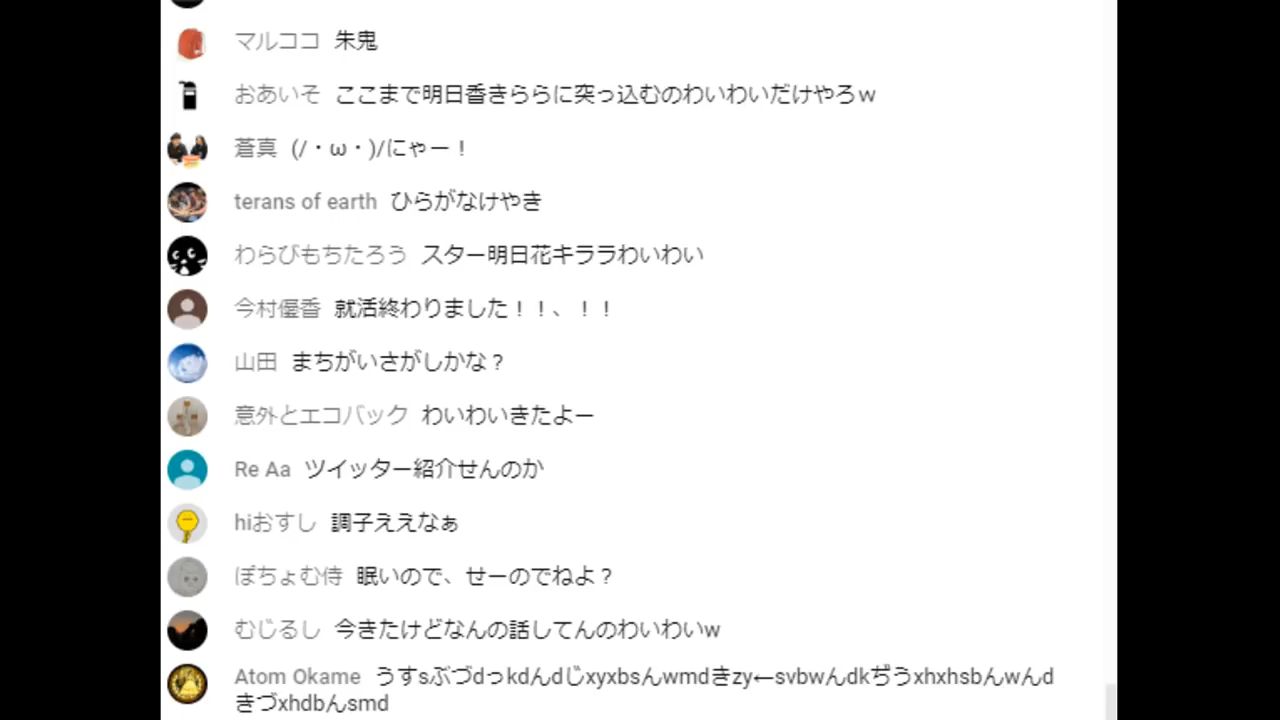 マルココ 朱鬼
おあいそ ここまで明日香きららに突っ込むのわいわいだけやろw
蒼真 (/・ω・)/にゃー！
terans of earth ひらがなけやき
わらびもちたろう スター明日花キララわいわい
今村優香 就活終わりました！！、！！
山田 まちがいさがしかな？
意外とエコバック わいわいきたよー
Re Aa ツイッター紹介せんのか
hiおすし 調子ええなぁ
ぽちょむ侍 眠いので、せーのでねよ？
むじるし 今きたけどなんの話してんのわいわいw
Atom Okame うすsぶづdっkdんdじxyxbsんwmdきzy←svbwんdkぢうxhxhsbんwんd
きづxhdbんsmd